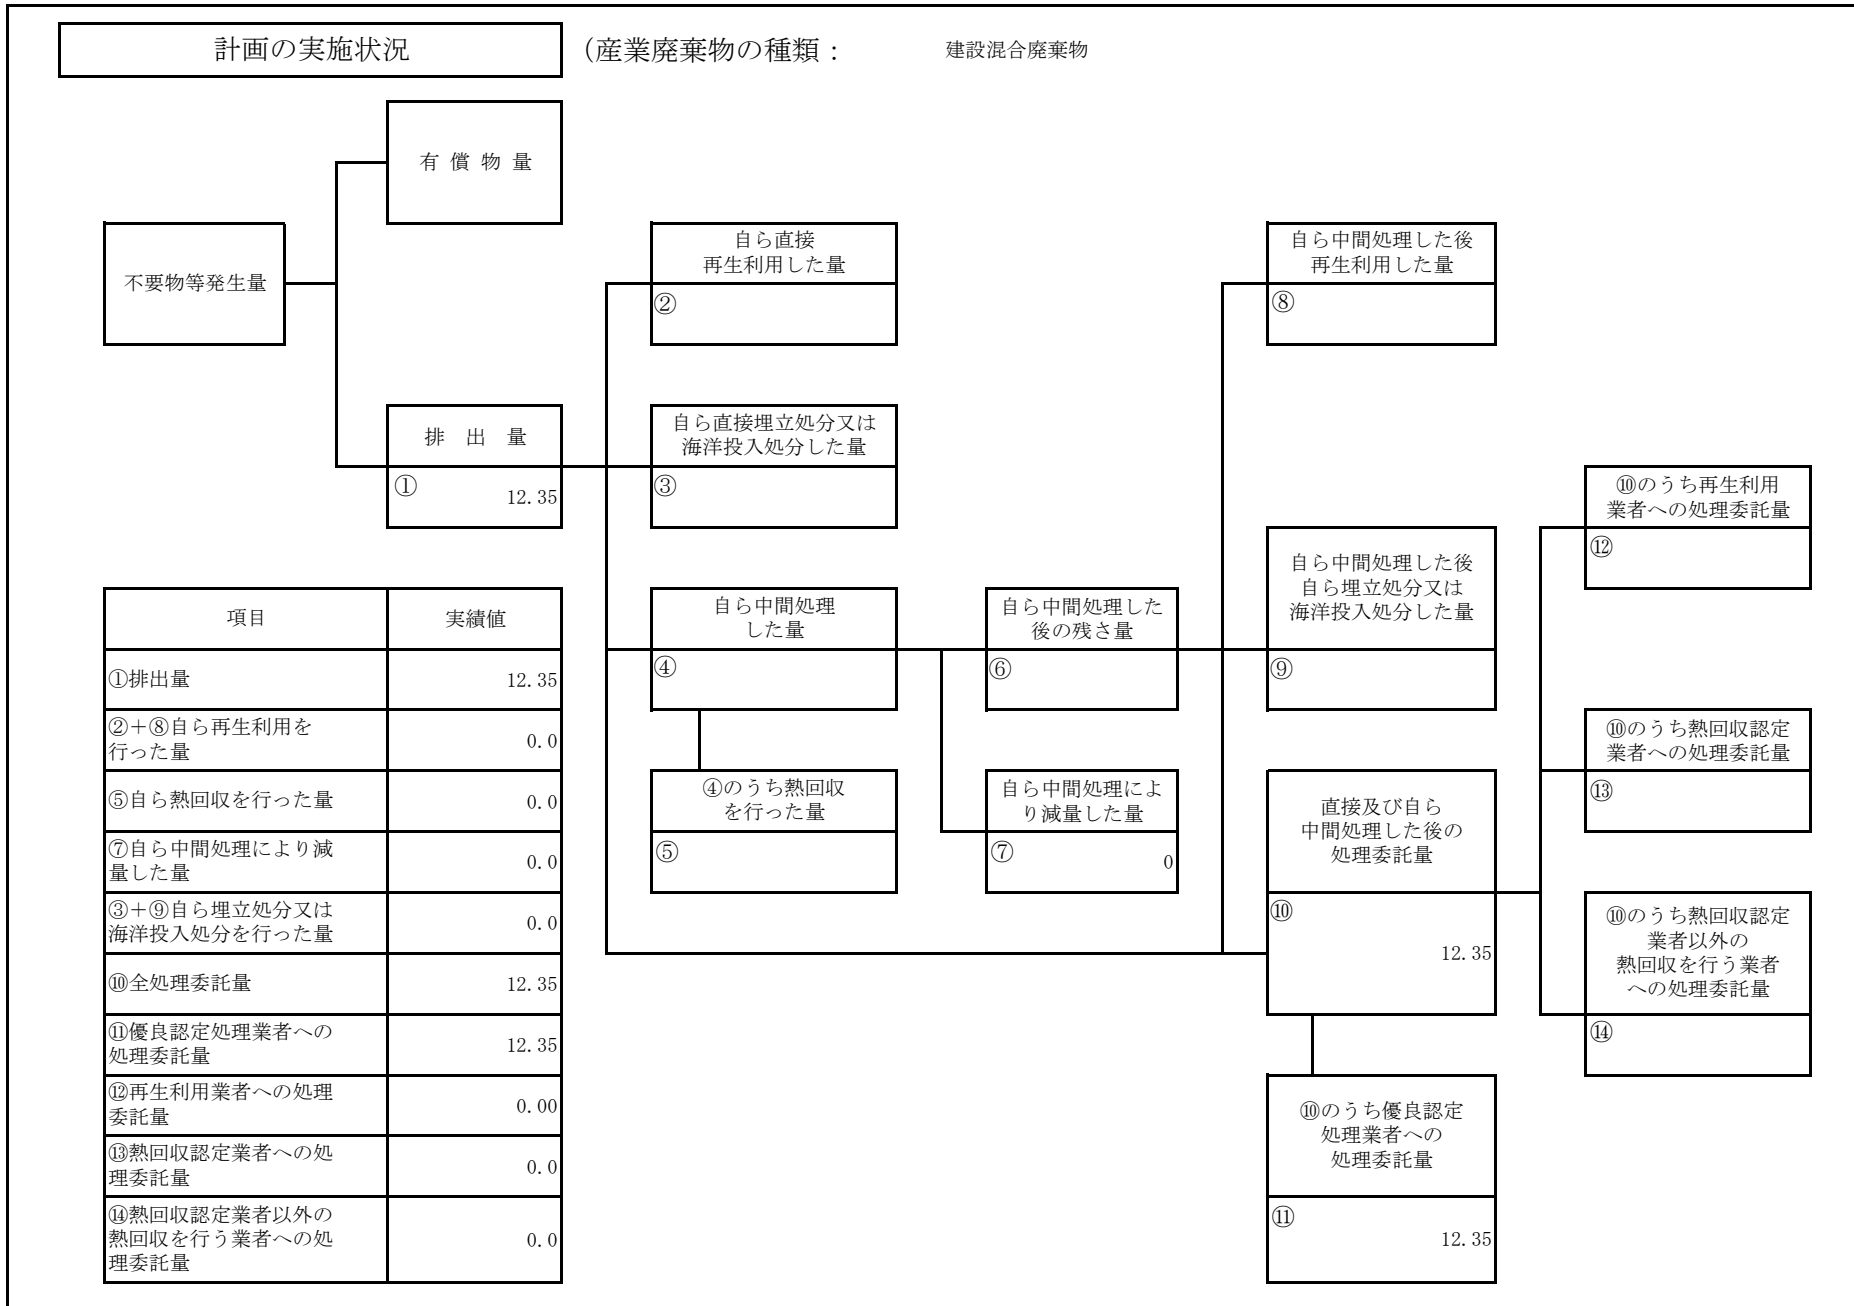 計画の実施状況
(産業廃棄物の種類：
建設混合廃棄物
有 償 物 量
不要物等発生量
自ら直接
再生利用した量
②
自ら中間処理した後
再生利用した量
⑧
排 出 量
①
12.35
自ら直接埋立処分又は
海洋投入処分した量
③
⑩のうち再生利用
業者への処理委託量
⑫
自ら中間処理した後
自ら埋立処分又は
海洋投入処分した量
⑨
自ら中間処理
した量
④
自ら中間処理した
後の残さ量
⑥
④のうち熱回収
を行った量
⑤
自ら中間処理によ
り減量した量
⑦
0
⑩のうち熱回収認定
業者への処理委託量
⑬
直接及び自ら
中間処理した後の
処理委託量
⑩
12.35
⑩のうち熱回収認定
業者以外の
熱回収を行う業者
への処理委託量
⑭
⑩のうち優良認定
処理業者への
処理委託量
⑪
12.35
項目
実績値
①排出量
12.35
②＋⑧自ら再生利用を
行った量
0.0
⑤自ら熱回収を行った量
0.0
⑦自ら中間処理により減
量した量
0.0
③＋⑨自ら埋立処分又は
海洋投入処分を行った量
0.0
⑩全処理委託量
12.35
⑪優良認定処理業者への
処理委託量
12.35
⑫再生利用業者への処理
委託量
0.00
⑬熱回収認定業者への処
理委託量
0.0
⑭熱回収認定業者以外の
熱回収を行う業者への処
理委託量
0.0